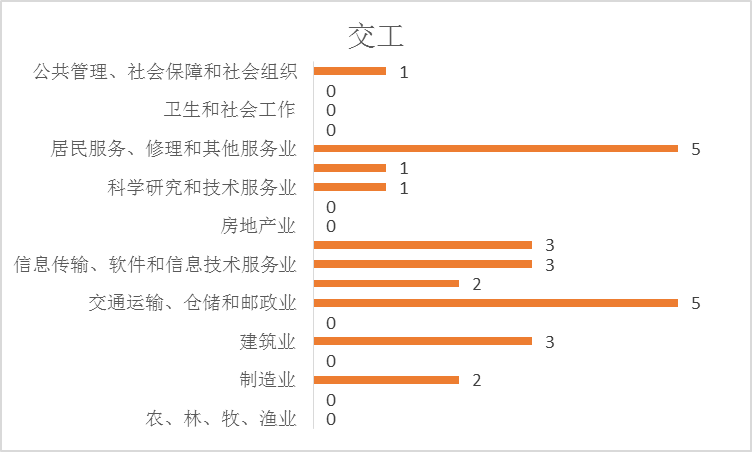 交工
公共管理、社会保障和社会组织 1
0
卫生和社会工作 0
0
居民服务、修理和其他服务业 5
1
科学研究和技术服务业 1
0
房地产业 0
3
信息传输、软件和信息技术服务业 3
2
交通运输、仓储和邮政业 5
0
建筑业 3
0
制造业 2
0
农、林、牧、渔业 0